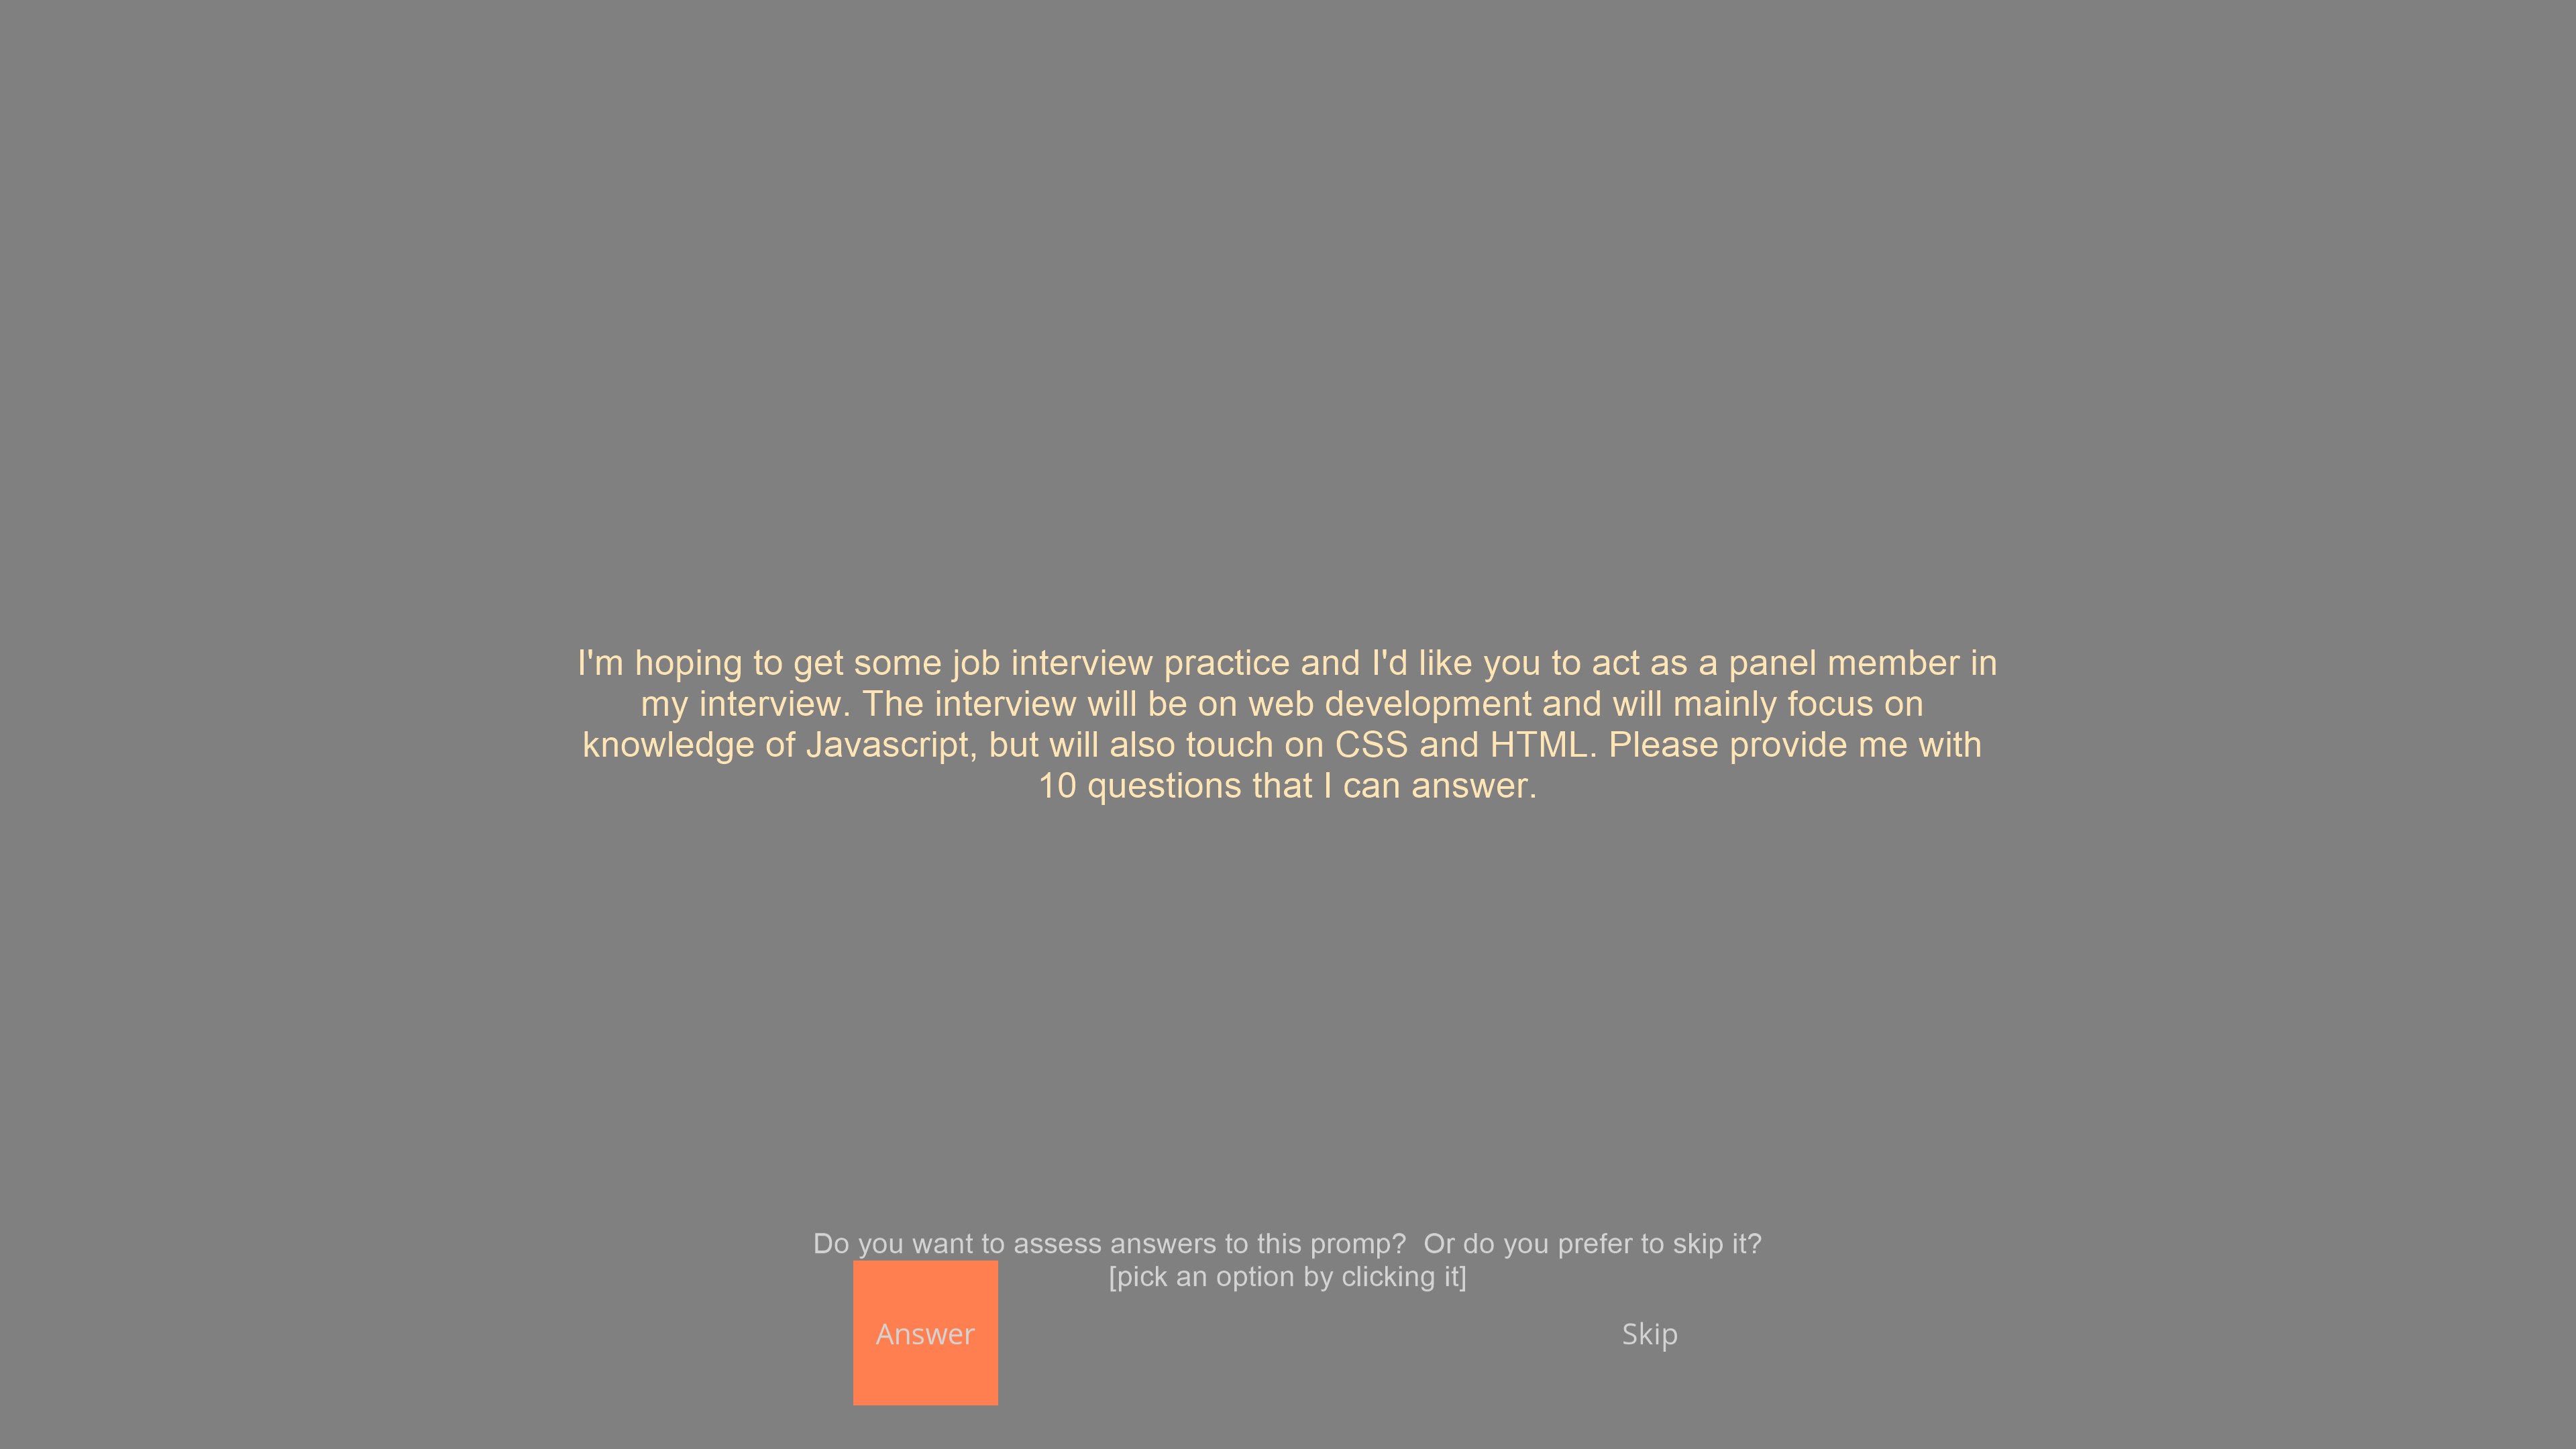 I'm hoping to get some job interview practice and I'd like you to act as a panel member in
my interview. The interview will be on web development and will mainly focus on
knowledge of Javascript, but will also touch on CSS and HTML. Please provide me with
10 questions that I can answer.
Do you want to assess answers to this promp?  Or do you prefer to skip it?
[pick an option by clicking it]
Answer
Skip